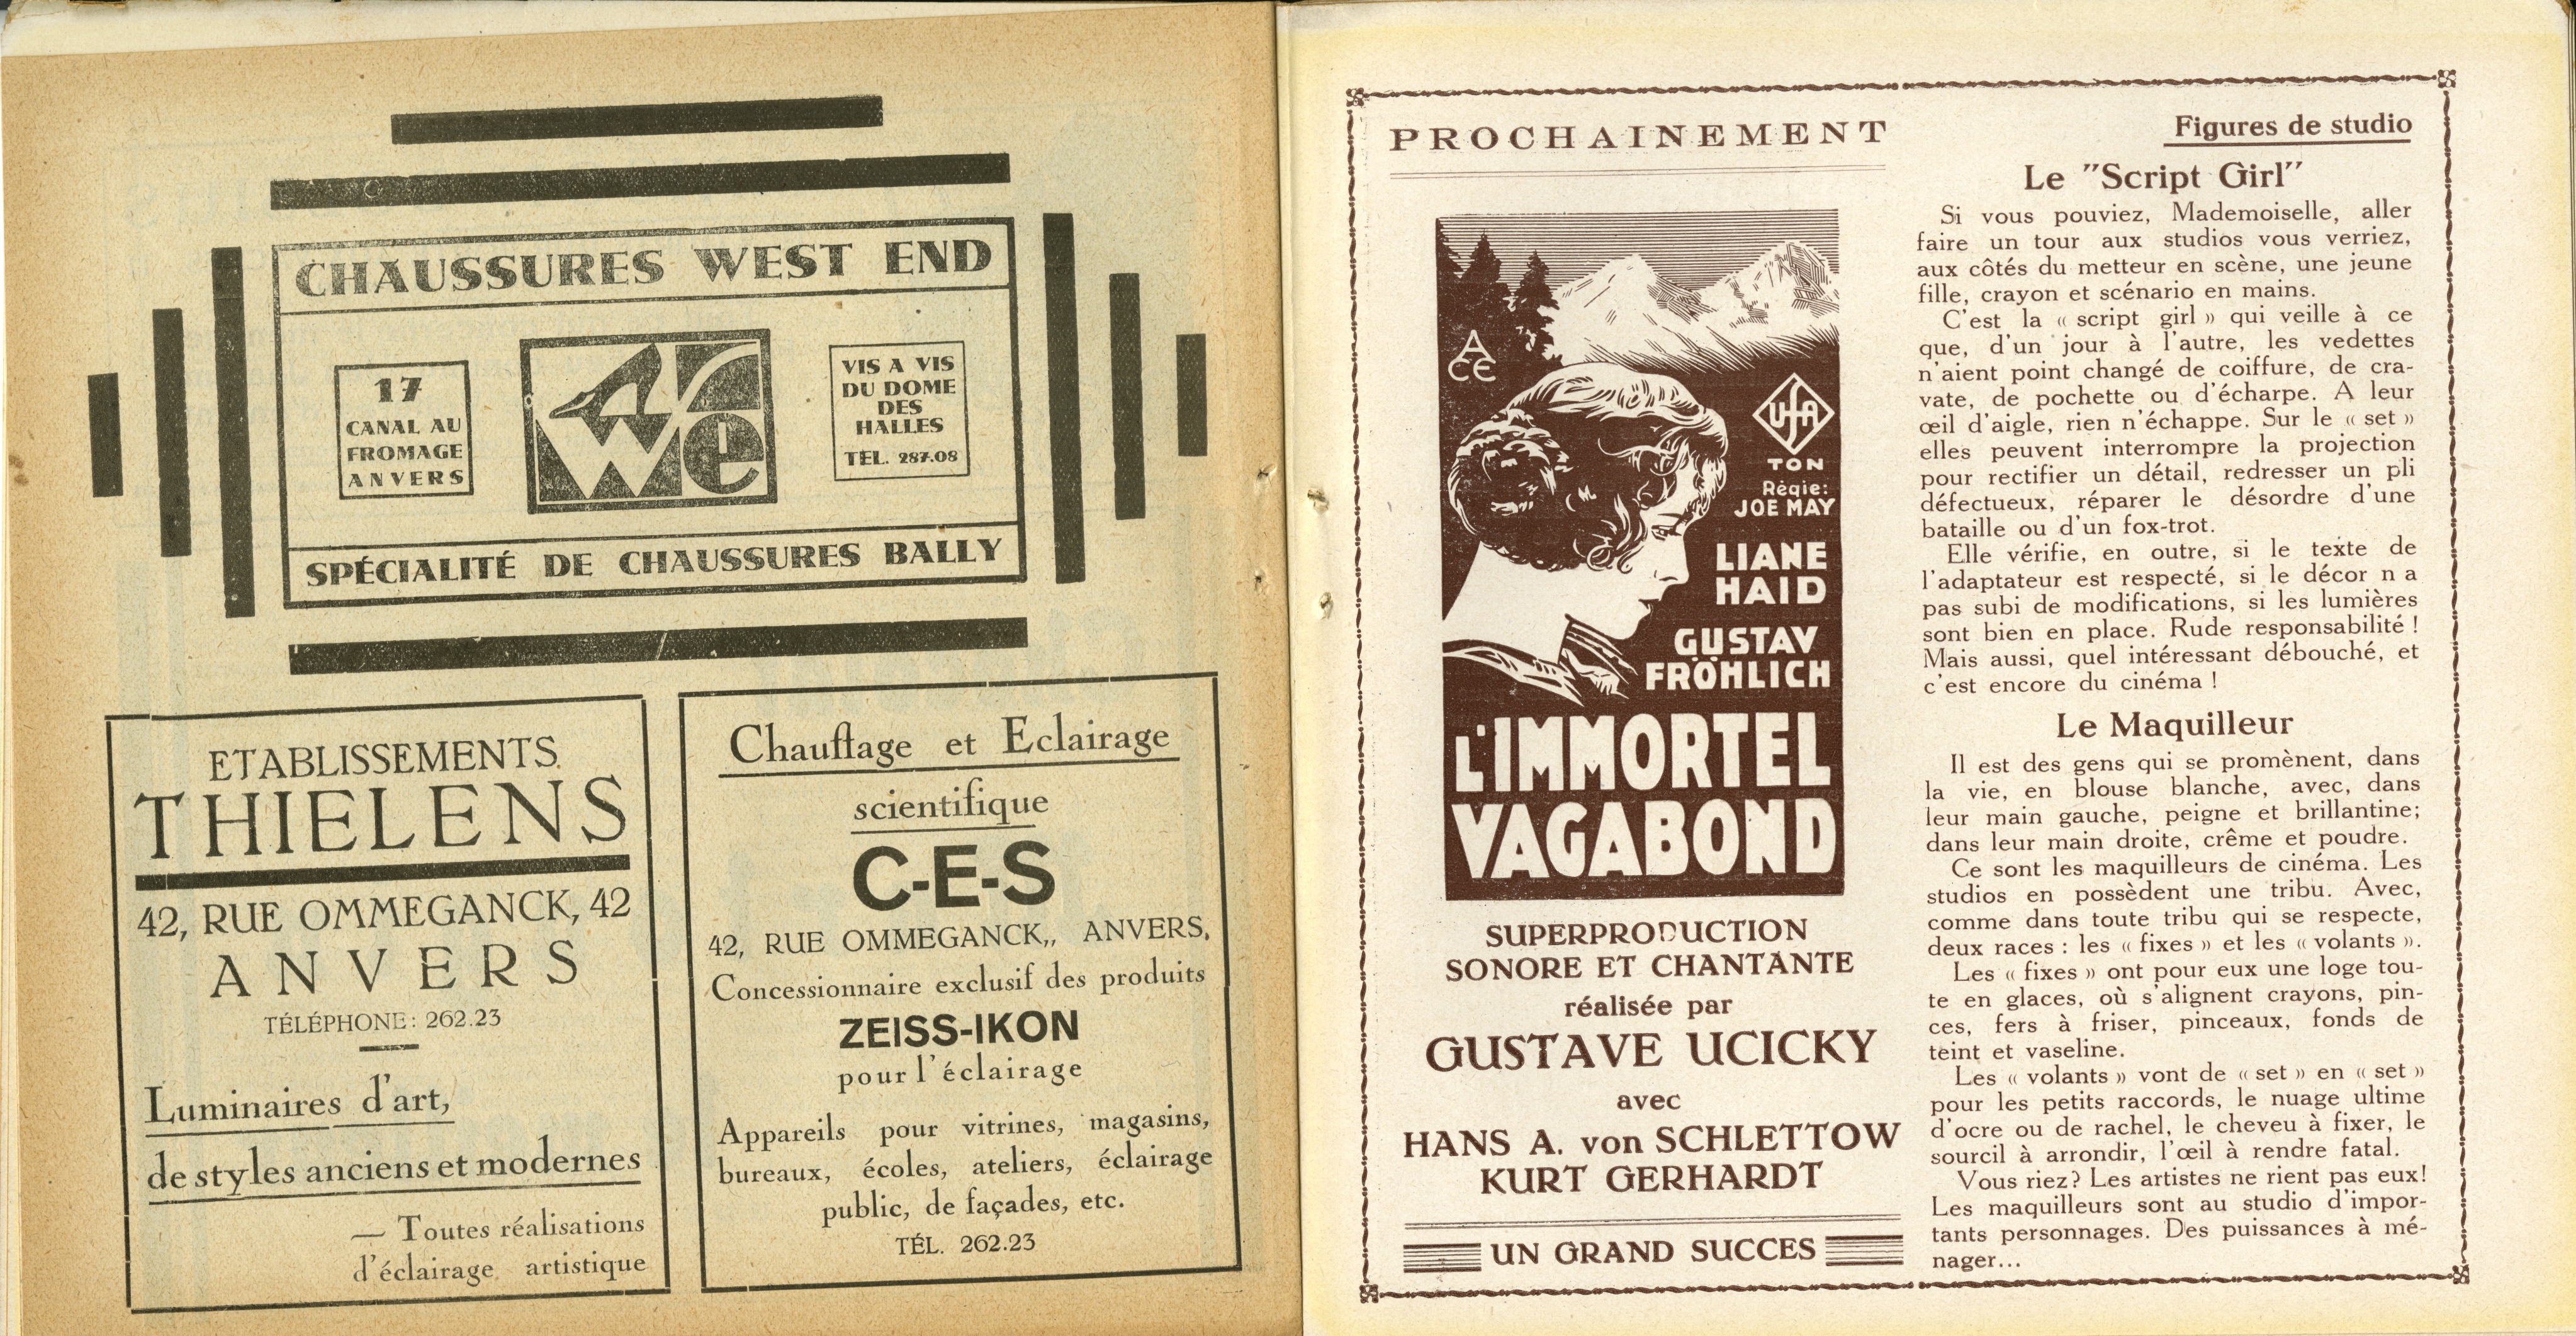 CHAUSSURES WEST END
17
CANAL AU
FROMAGE
ANVERS
We
VIS A VIS
DU DOME
DES
HALLES
TEL. 287.08
SPÉCIALITÉ DE CHAUSSURES BALLY
ETABLISSEMENTS
THIELENS
42, RUE OMMEGANCK, 42
ANVERS
TÉLÉPHONE: 262.23
Luminaires d'art,
de styles anciens et modernes
— Toutes réalisations
d'éclairage artistique
Chauffage et Eclairage
scientifique
C-E-S
42, RUE OMMEGANCK,, ANVERS,
Concessionnaire exclusif des produits
ZEISS-IKON
pour l'éclairage
Appareils pour vitrines, magasins,
bureaux, écoles, ateliers, éclairage
public, de façades, etc.
TÉL. 262.23
PROCHAINEMENT
A
CE
UfA
TON
Régie:
JOE MAY
LIANE
HAID
GUSTAV
FRÖHLICH
L'IMMORTEL
VAGABOND
SUPERPRODUCTION
SONORE ET CHANTANTE
réalisée par
GUSTAVE UCICKY
avec
HANS A. von SCHLETTOW
KURT GERHARDT
UN GRAND SUCCES
Figures de studio
Le "Script Girl"
Si vous pouviez, Mademoiselle, aller
faire un tour aux studios vous verriez,
aux côtés du metteur en scène, une jeune
fille, crayon et scénario en mains.
C'est la « script girl » qui veille à ce
que, d'un jour à l'autre, les vedettes
n'aient point changé de coiffure, de cra-
vate, de pochette ou d'écharpe. A leur
œil d'aigle, rien n'échappe. Sur le « set »
elles peuvent interrompre la projection
pour rectifier un détail, redresser un pli
défectueux, réparer le désordre d'une
bataille ou d'un fox-trot.
Elle vérifie, en outre, si le texte de
l'adaptateur est respecté, si le décor n a
pas subi de modifications, si les lumières
sont bien en place. Rude responsabilité !
Mais aussi, quel intéressant débouché, et
c'est encore du cinéma !
Le Maquilleur
Il est des gens qui se promènent, dans
la vie, en blouse blanche, avec, dans
leur main gauche, peigne et brillantine;
dans leur main droite, crême et poudre.
Ce sont les maquilleurs de cinéma. Les
studios en possèdent une tribu. Avec,
comme dans toute tribu qui se respecte,
deux races : les « fixes » et les « volants ».
Les « fixes » ont pour eux une loge tou-
te en glaces, où s'alignent crayons, pin-
ces, fers à friser, pinceaux, fonds de
teint et vaseline.
Les « volants » vont de « set » en « set »
pour les petits raccords, le nuage ultime
d'ocre ou de rachel, le cheveu à fixer, le
sourcil à arrondir, l'œil à rendre fatal.
Vous riez? Les artistes ne rient pas eux!
Les maquilleurs sont au studio d'impor-
tants personnages. Des puissances à mé-
nager...